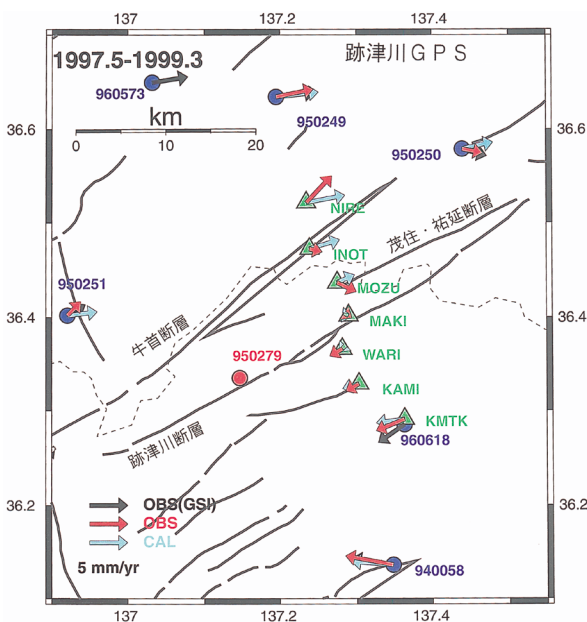 137 137.2 137.4
1997.5-1999.3
跡津川GPS
960573
950249
km
0 10 20
36.6 36.6
950250
NIRE
茂住・祐延断層
INOT
950251
MOZU
36.4 36.4
MAKI
牛首断層
950279
WARI
KAMI
KMTK
跡津川断層
960618
36.2 36.2
OBS(GSI)
OBS
CAL
5 mm/yr
940058
137 137.2 137.4